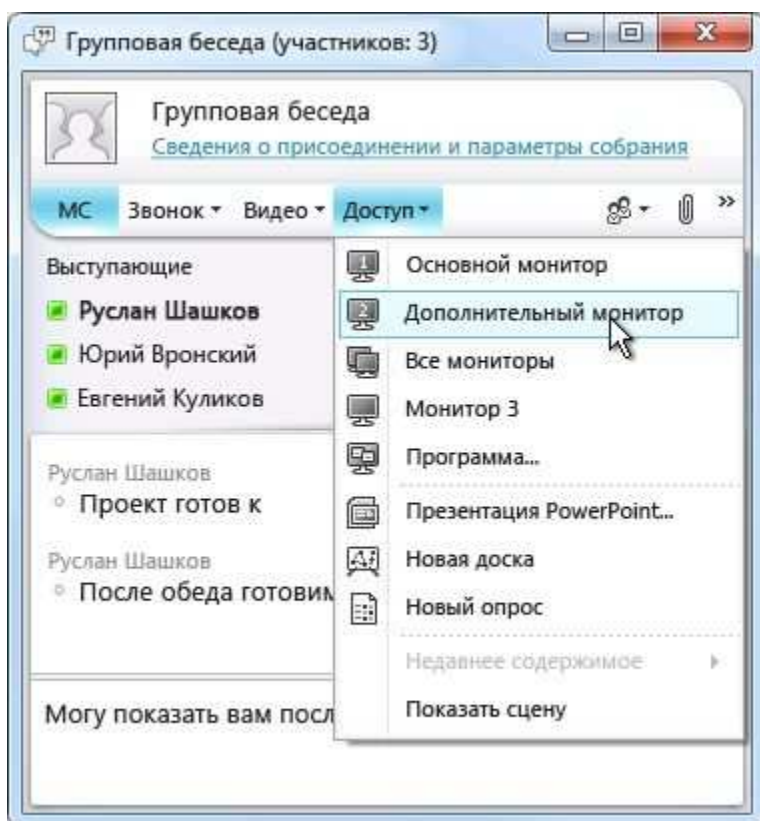 Групповая беседа (участников: 3)
Групповая беседа
Сведения о присоединении и параметры собрания
МС Звонок Видео Доступ »
Выступающие
Руслан Шашков
Юрий Вронский
Евгений Куликов
Руслан Шашков
Проект готов к
Руслан Шашков
После обеда готовим
Могу показать вам посл
1 Основной монитор
2 Дополнительный монитор
Все мониторы
Монитор 3
Программа...
Презентация PowerPoint...
Новая доска
Новый опрос
Недавнее содержимое
Показать сцену